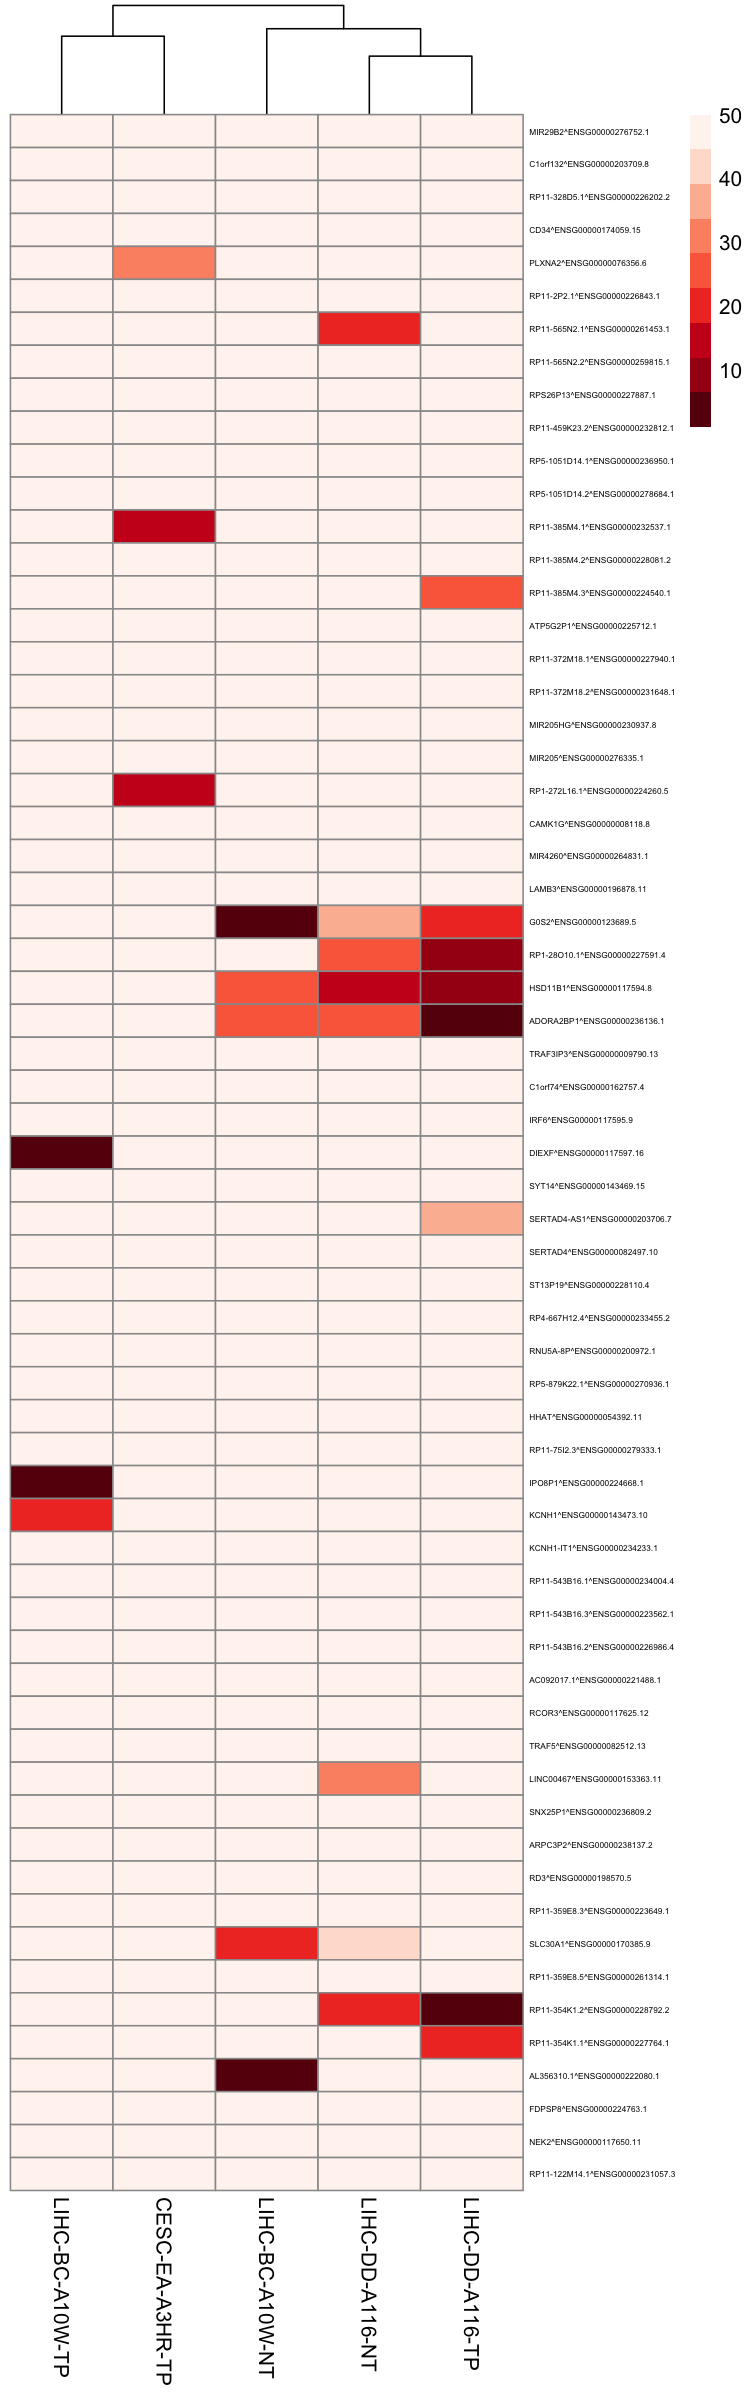 50
40
30
20
10
MIR29B2^ENSG00000276752.1
C1orf132^ENSG00000203709.8
RP11-328D5.1^ENSG00000226202.2
CD34^ENSG00000174059.15
PLXNA2^ENSG00000076356.6
RP11-2P2.1^ENSG00000226843.1
RP11-565N2.1^ENSG00000261453.1
RP11-565N2.2^ENSG00000259815.1
RPS26P13^ENSG00000227887.1
RP11-459K23.2^ENSG00000232812.1
RP5-1051D14.1^ENSG00000236950.1
RP5-1051D14.2^ENSG00000278684.1
RP11-385M4.1^ENSG00000232537.1
RP11-385M4.2^ENSG00000228081.2
RP11-385M4.3^ENSG00000224540.1
ATP5G2P1^ENSG00000225712.1
RP11-372M18.1^ENSG00000227940.1
RP11-372M18.2^ENSG00000231648.1
MIR205HG^ENSG00000230937.8
MIR205^ENSG00000276335.1
RP1-272L16.1^ENSG00000224260.5
CAMK1G^ENSG00000008118.8
MIR4260^ENSG00000264831.1
LAMB3^ENSG00000196878.11
G0S2^ENSG00000123689.5
RP1-28O10.1^ENSG00000227591.4
HSD11B1^ENSG00000117594.8
ADORA2BP1^ENSG00000236136.1
TRAF3IP3^ENSG00000009790.13
C1orf74^ENSG00000162757.4
IRF6^ENSG00000117595.9
DIEXF^ENSG00000117597.16
SYT14^ENSG00000143469.15
SERTAD4-AS1^ENSG00000203706.7
SERTAD4^ENSG00000082497.10
ST13P19^ENSG00000228110.4
RP4-667H12.4^ENSG00000233455.2
RNU5A-8P^ENSG00000200972.1
RP5-879K22.1^ENSG00000270936.1
HHAT^ENSG00000054392.11
RP11-75I2.3^ENSG00000279333.1
IPO8P1^ENSG00000224668.1
KCNH1^ENSG00000143473.10
KCNH1-IT1^ENSG00000234233.1
RP11-543B16.1^ENSG00000234004.4
RP11-543B16.3^ENSG00000223562.1
RP11-543B16.2^ENSG00000226986.4
AC092017.1^ENSG00000221488.1
RCOR3^ENSG00000117625.12
TRAF5^ENSG00000082512.13
LINC00467^ENSG00000153363.11
SNX25P1^ENSG00000236809.2
ARPC3P2^ENSG00000238137.2
RD3^ENSG00000198570.5
RP11-359E8.3^ENSG00000223649.1
SLC30A1^ENSG00000170385.9
RP11-359E8.5^ENSG00000261314.1
RP11-354K1.2^ENSG00000228792.2
RP11-354K1.1^ENSG00000227764.1
AL356310.1^ENSG00000222080.1
FDPSP8^ENSG00000224763.1
NEK2^ENSG00000117650.11
RP11-122M14.1^ENSG00000231057.3
LIHC-BC-A10W-TP
CESC-EA-A3HR-TP
LIHC-BC-A10W-NT
LIHC-DD-A116-NT
LIHC-DD-A116-TP